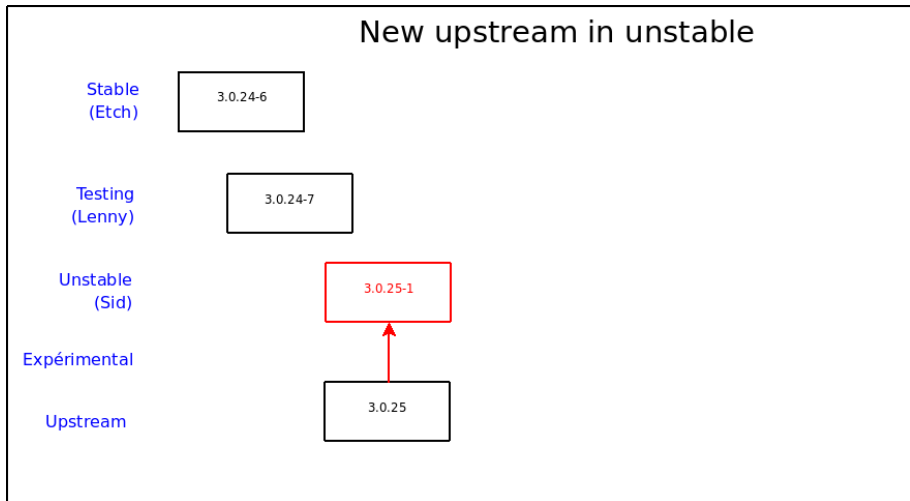 New upstream in unstable
Stable
(Etch)
3.0.24-6
Testing
(Lenny)
3.0.24-7
Unstable
(Sid)
3.0.25-1
Expérimental
Upstream
3.0.25